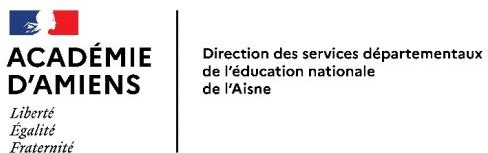 ACADÉMIE
D'AMIENS
Liberté
Égalité
Fraternité
Direction des services départementaux
de l'éducation nationale
de l'Aisne